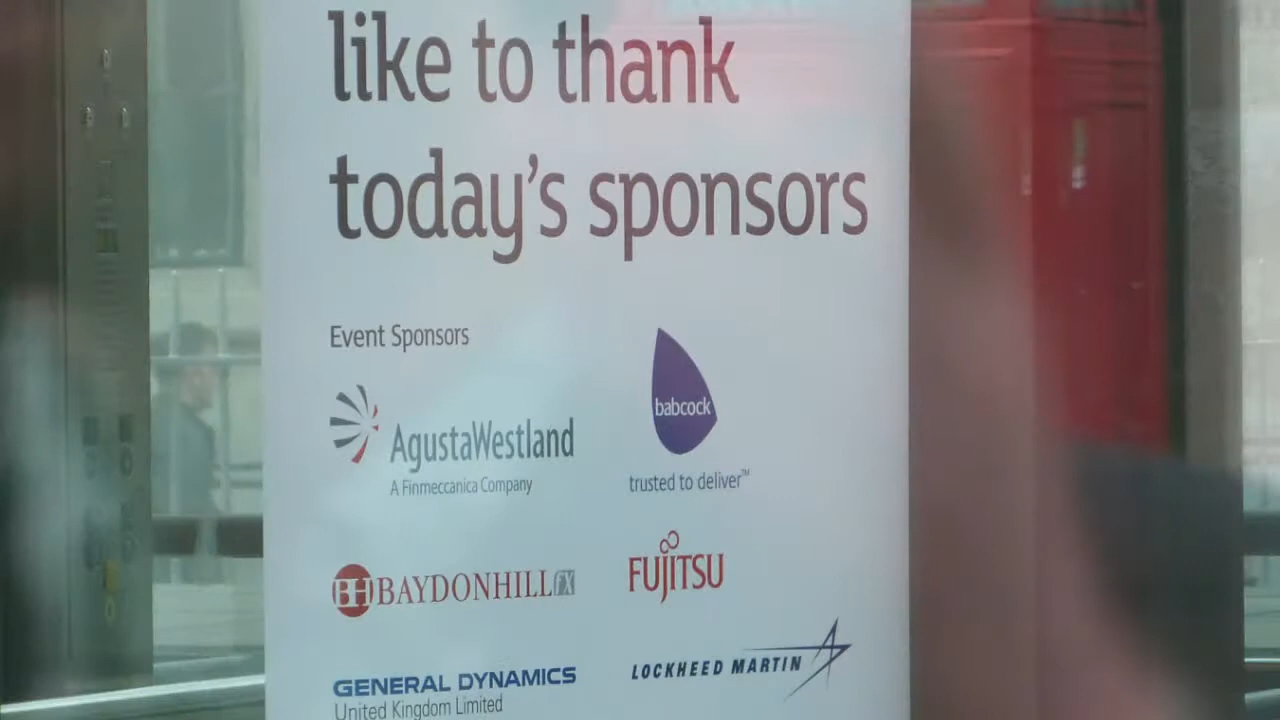 like to thank
today's sponsors
Event Sponsors
AgustaWestland
A Finmeccanica Company
babcock
trusted to deliver™
BH BAYDONHILL FX
FUJITSU
GENERAL DYNAMICS
United Kingdom Limited
LOCKHEED MARTIN